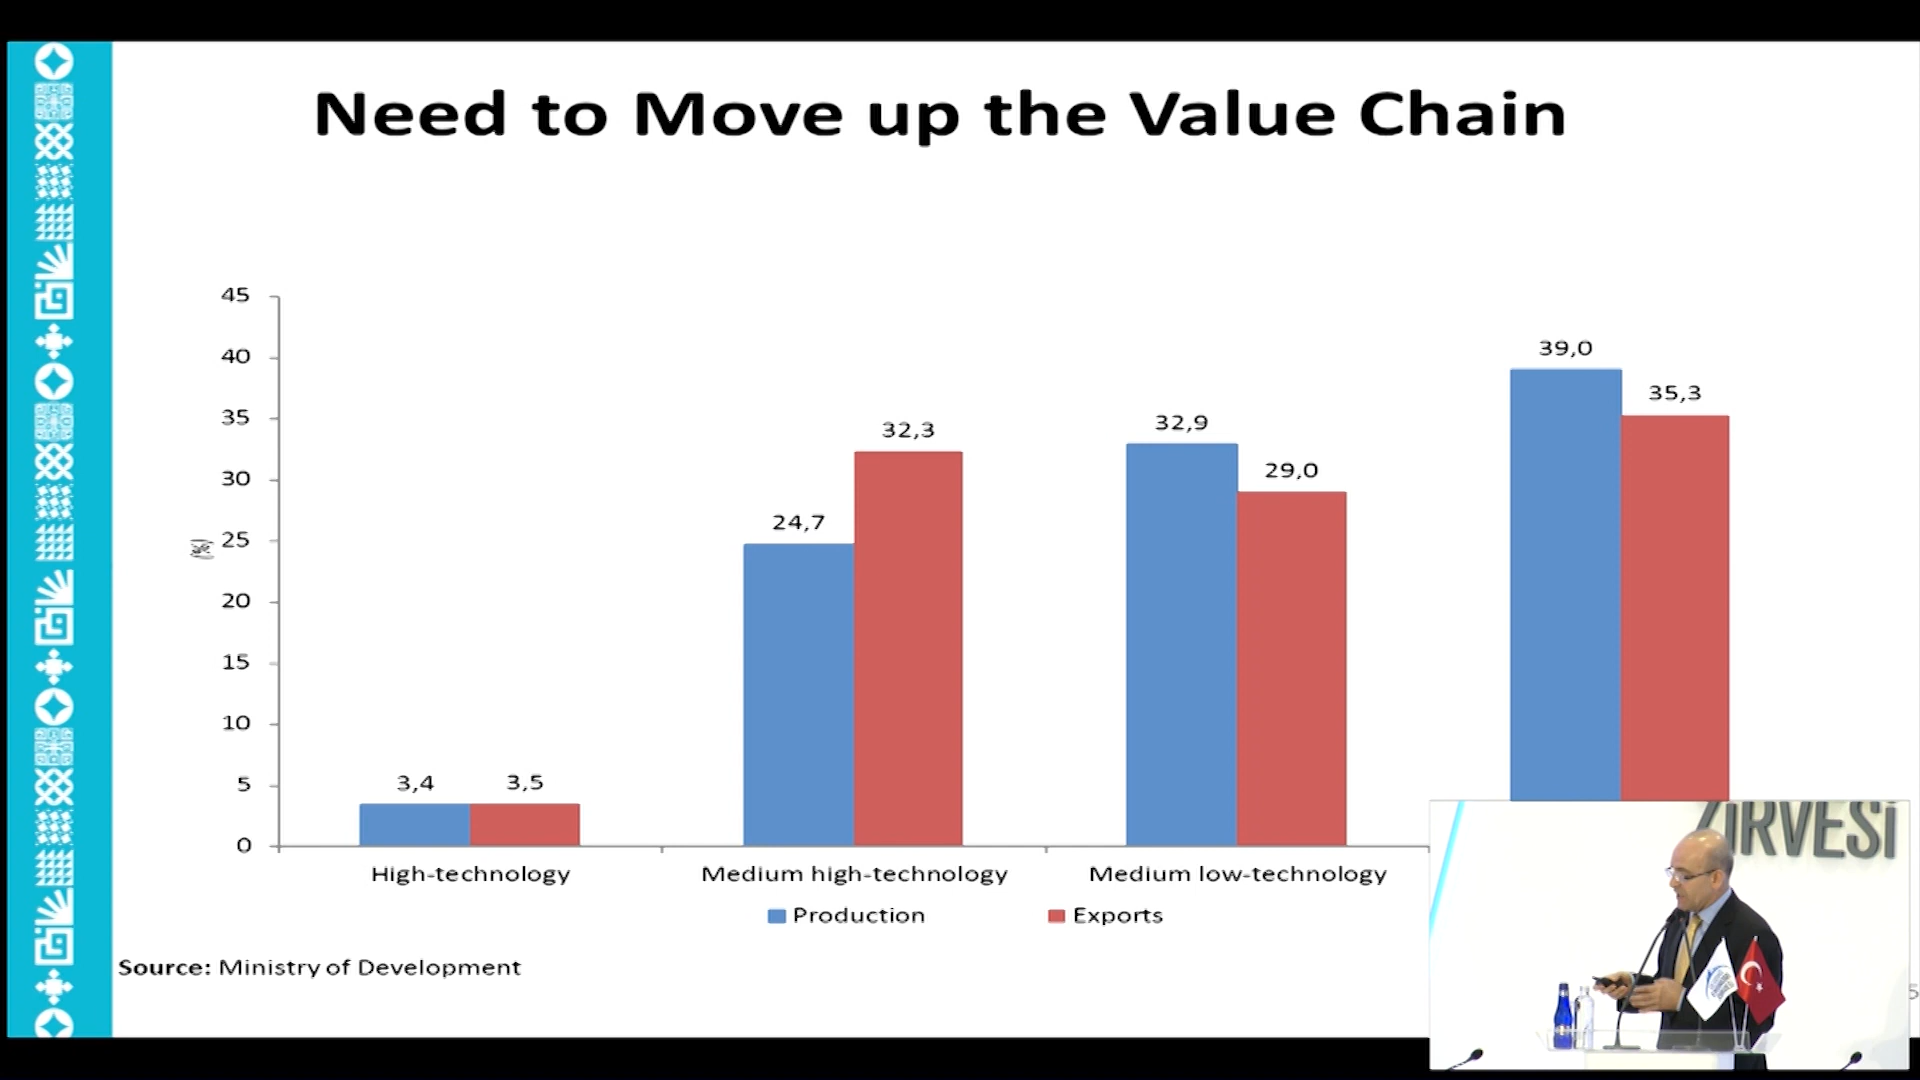 Need to Move up the Value Chain
45
40
35
30
25
20
15
10
5
0
(%)
3,4
3,5
24,7
32,3
32,9
29,0
39,0
35,3
High-technology
Medium high-technology
Medium low-technology
Production
Exports
Source: Ministry of Development
5
ZİRVESİ